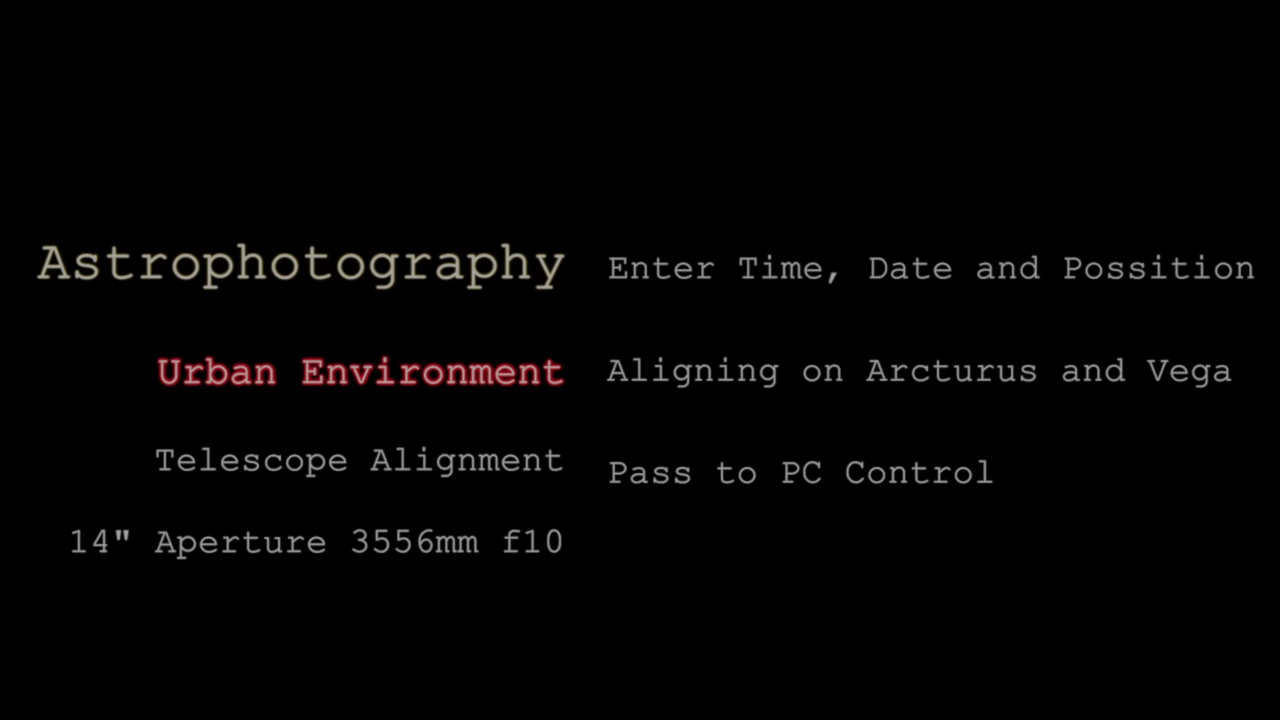 Astrophotography
Urban Environment
Telescope Alignment
14" Aperture 3556mm f10
Enter Time, Date and Possition
Aligning on Arcturus and Vega
Pass to PC Control